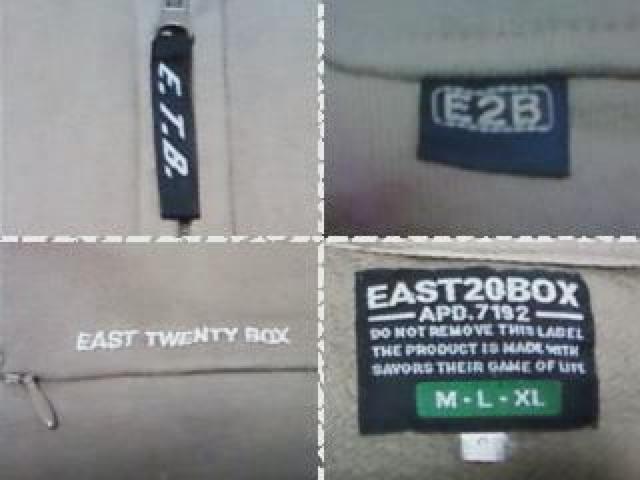 E.T.B.
E2B
EAST TWENTY BOX
EAST20BOX
APD.7192
DO NOT REMOVE THIS LABEL
THE PRODUCT IS MADE WITH
SAVORS THEIR GAME OF LIFE
M - L - XL